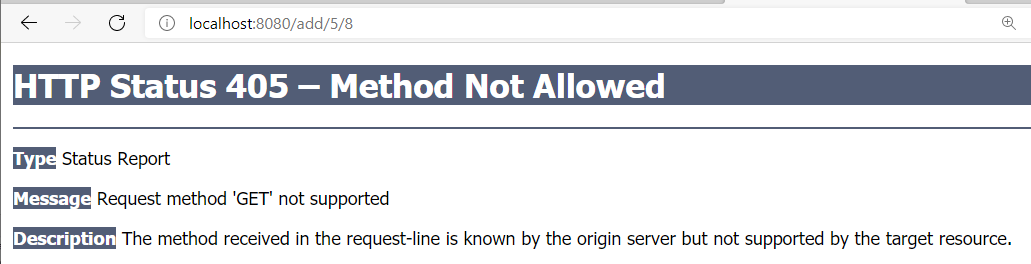 localhost:8080/add/5/8
HTTP Status 405 – Method Not Allowed
Type Status Report
Message Request method 'GET' not supported
Description The method received in the request-line is known by the origin server but not supported by the target resource.